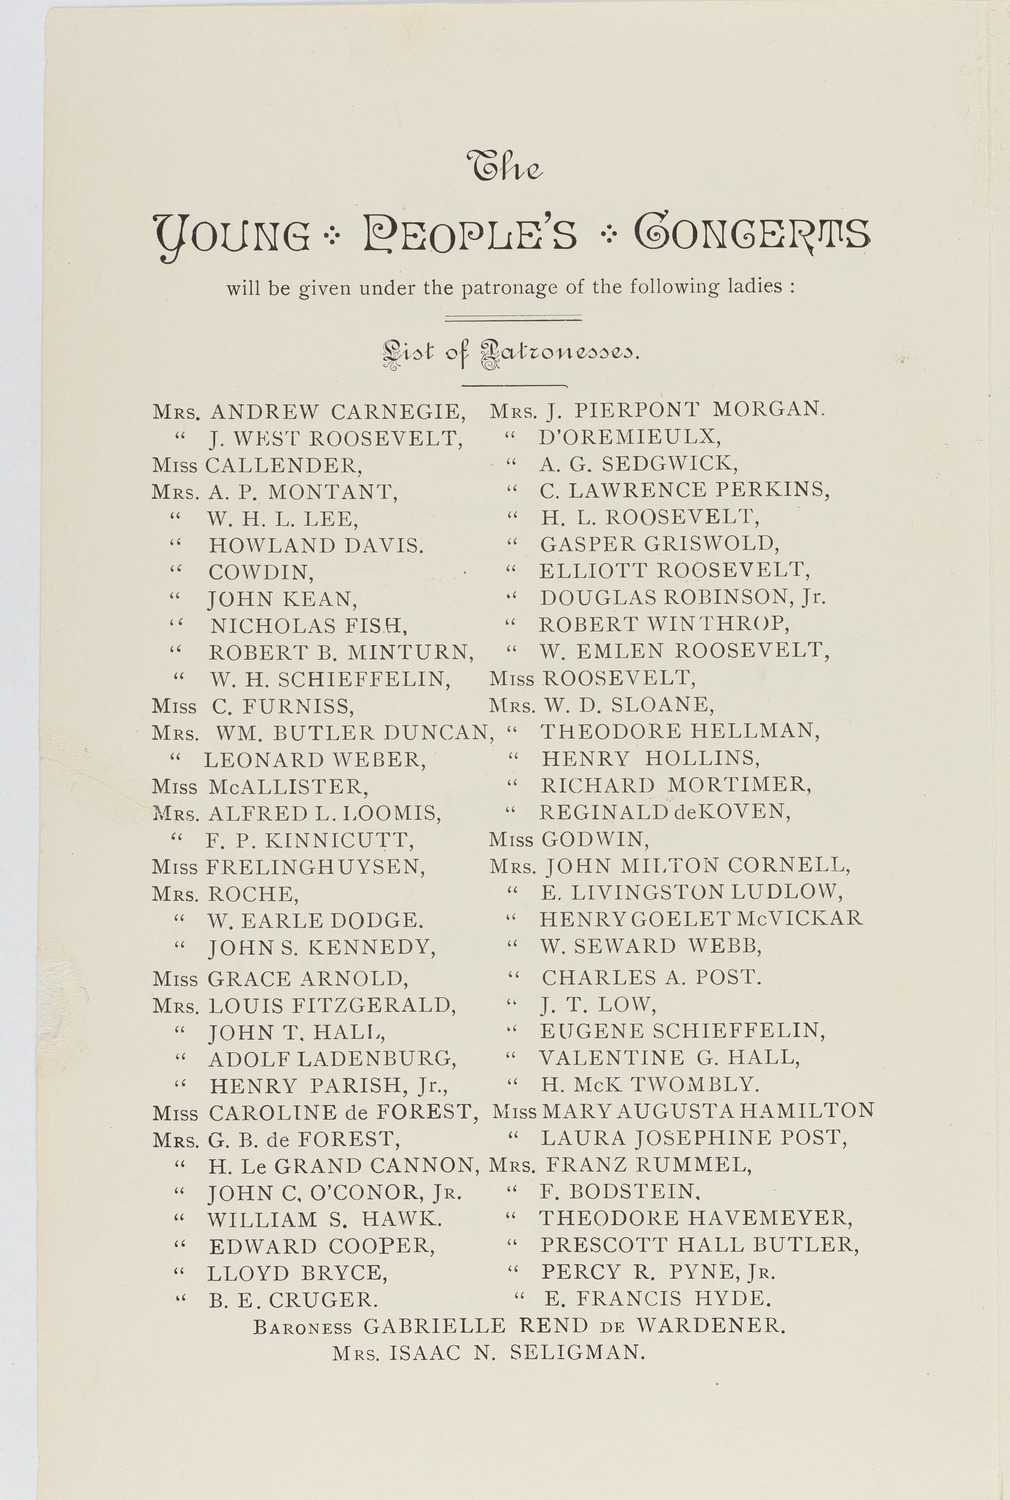 The
YOUNG PEOPLE'S CONCERTS
will be given under the patronage of the following ladies :
List of Patronesses.
MRS. ANDREW CARNEGIE, MRS. J. PIERPONT MORGAN.
“ J. WEST ROOSEVELT, “ D'OREMIEULX,
MISS CALLENDER, “ A. G. SEDGWICK,
MRS. A. P. MONTANT, “ C. LAWRENCE PERKINS,
“ W. H. L. LEE, “ H. L. ROOSEVELT,
“ HOWLAND DAVIS. “ GASPER GRISWOLD,
“ COWDIN, “ ELLIOTT ROOSEVELT,
“ JOHN KEAN, “ DOUGLAS ROBINSON, Jr.
“ NICHOLAS FISH, “ ROBERT WINTHROP,
“ ROBERT B. MINTURN, “ W. EMLEN ROOSEVELT,
“ W. H. SCHIEFFELIN, MISS ROOSEVELT,
MISS C. FURNISS, MRS. W. D. SLOANE,
MRS. WM. BUTLER DUNCAN, “ THEODORE HELLMAN,
“ LEONARD WEBER, “ HENRY HOLLINS,
MISS McALLISTER, “ RICHARD MORTIMER,
MRS. ALFRED L. LOOMIS, “ REGINALD deKOVEN,
“ F. P. KINNICUTT, MISS GODWIN,
MISS FRELINGHUYSEN, MRS. JOHN MILTON CORNELL,
MRS. ROCHE, “ E. LIVINGSTON LUDLOW,
“ W. EARLE DODGE. “ HENRY GOELET McVICKAR
“ JOHN S. KENNEDY, “ W. SEWARD WEBB,
MISS GRACE ARNOLD, “ CHARLES A. POST.
MRS. LOUIS FITZGERALD, “ J. T. LOW,
“ JOHN T. HALL, “ EUGENE SCHIEFFELIN,
“ ADOLF LADENBURG, “ VALENTINE G. HALL,
“ HENRY PARISH, Jr., “ H. McK TWOMBLY.
MISS CAROLINE de FOREST, MISS MARY AUGUSTA HAMILTON
MRS. G. B. de FOREST, “ LAURA JOSEPHINE POST,
“ H. Le GRAND CANNON, MRS. FRANZ RUMMEL,
“ JOHN C. O'CONOR, JR. “ F. BODSTEIN.
“ WILLIAM S. HAWK. “ THEODORE HAVEMEYER,
“ EDWARD COOPER, “ PRESCOTT HALL BUTLER,
“ LLOYD BRYCE, “ PERCY R. PYNE, JR.
“ B. E. CRUGER. “ E. FRANCIS HYDE.
BARONESS GABRIELLE REND DE WARDENER.
MRS. ISAAC N. SELIGMAN.